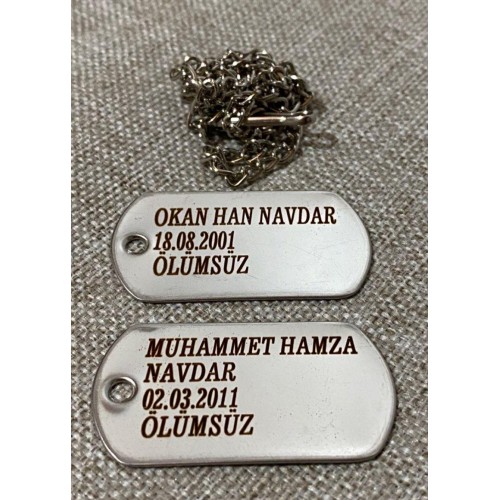 OKAN HAN NAVDAR
18.08.2001
ÖLÜMSÜZ
MUHAMMET HAMZA
NAVDAR
02.03.2011
ÖLÜMSÜZ